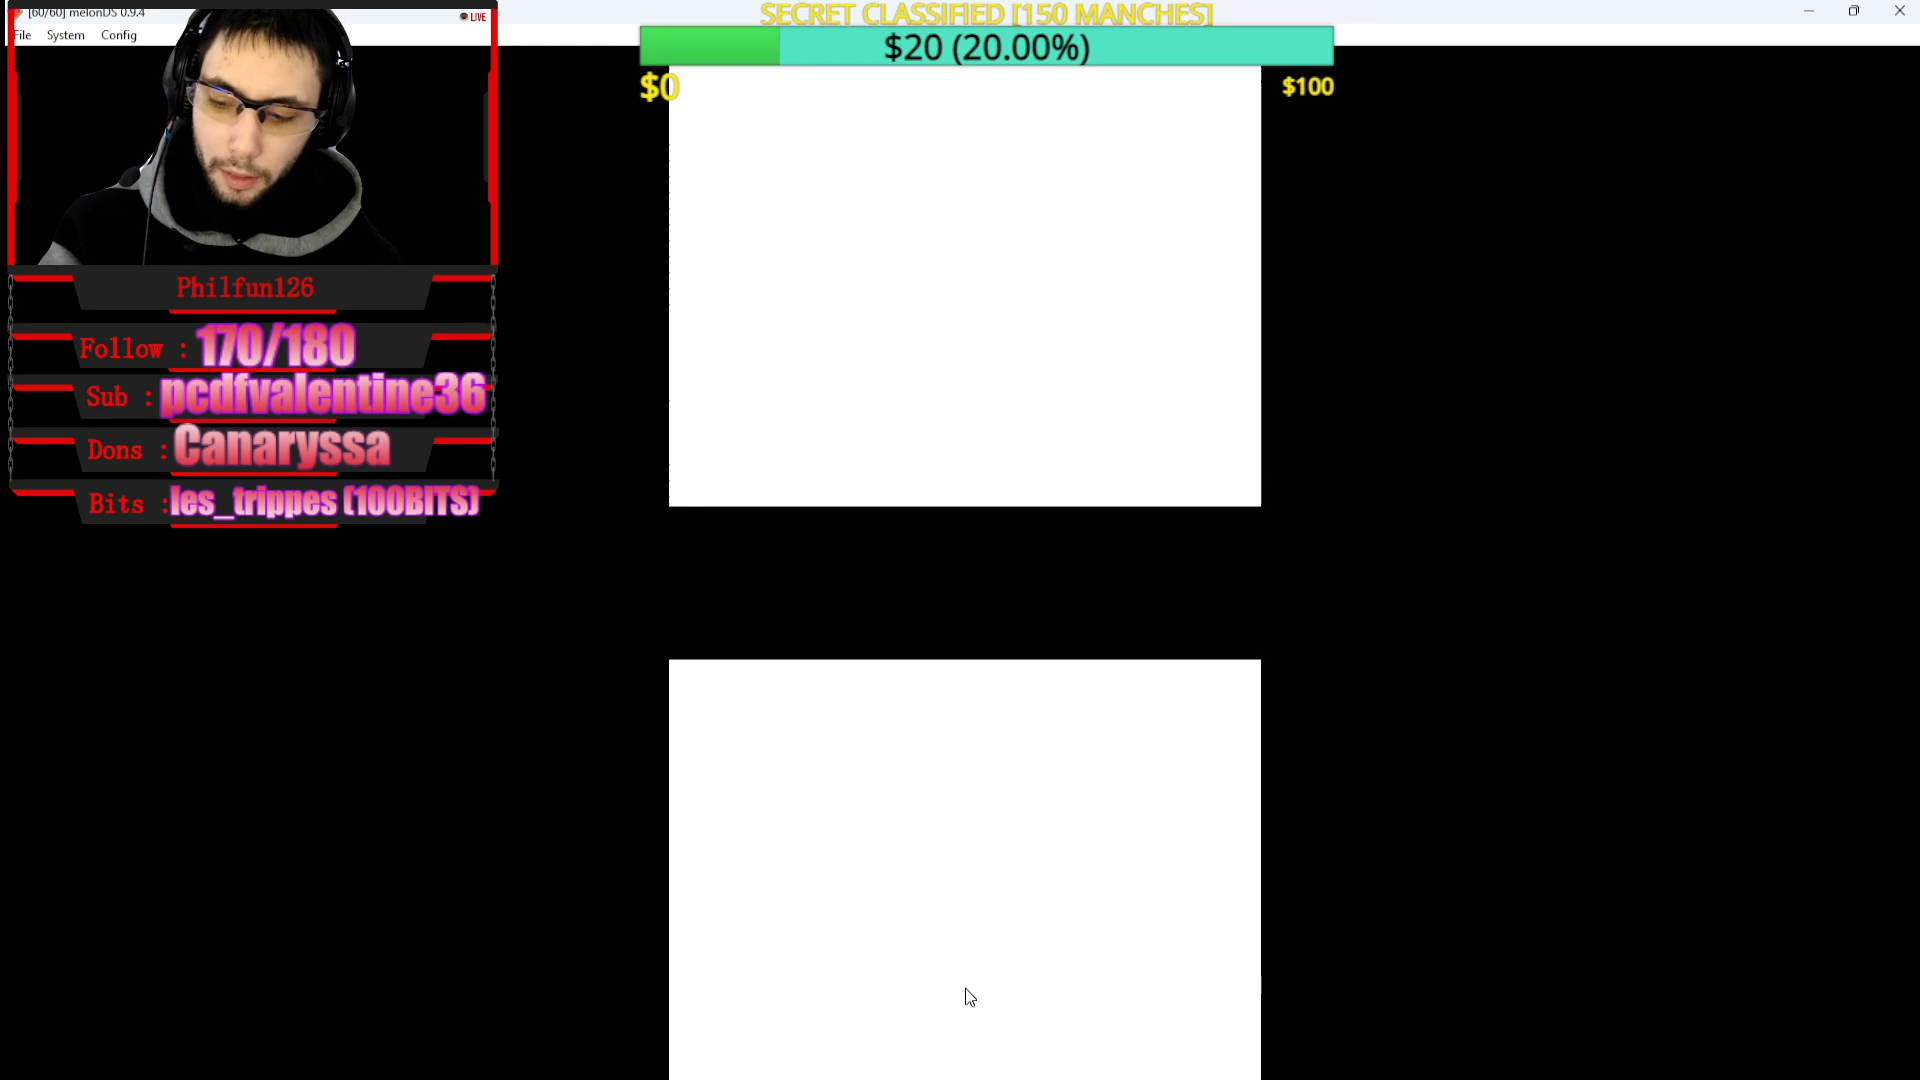 [60/60] melonDS 0.9.4
LIVE
File System Config
SECRET CLASSIFIED [150 MANCHES]
$20 (20.00%)
$0
$100
Philfun126
Follow : 170/180
Sub : pcdfvalentine36
Dons : Canaryssa
Bits : les_trippes (100BITS)